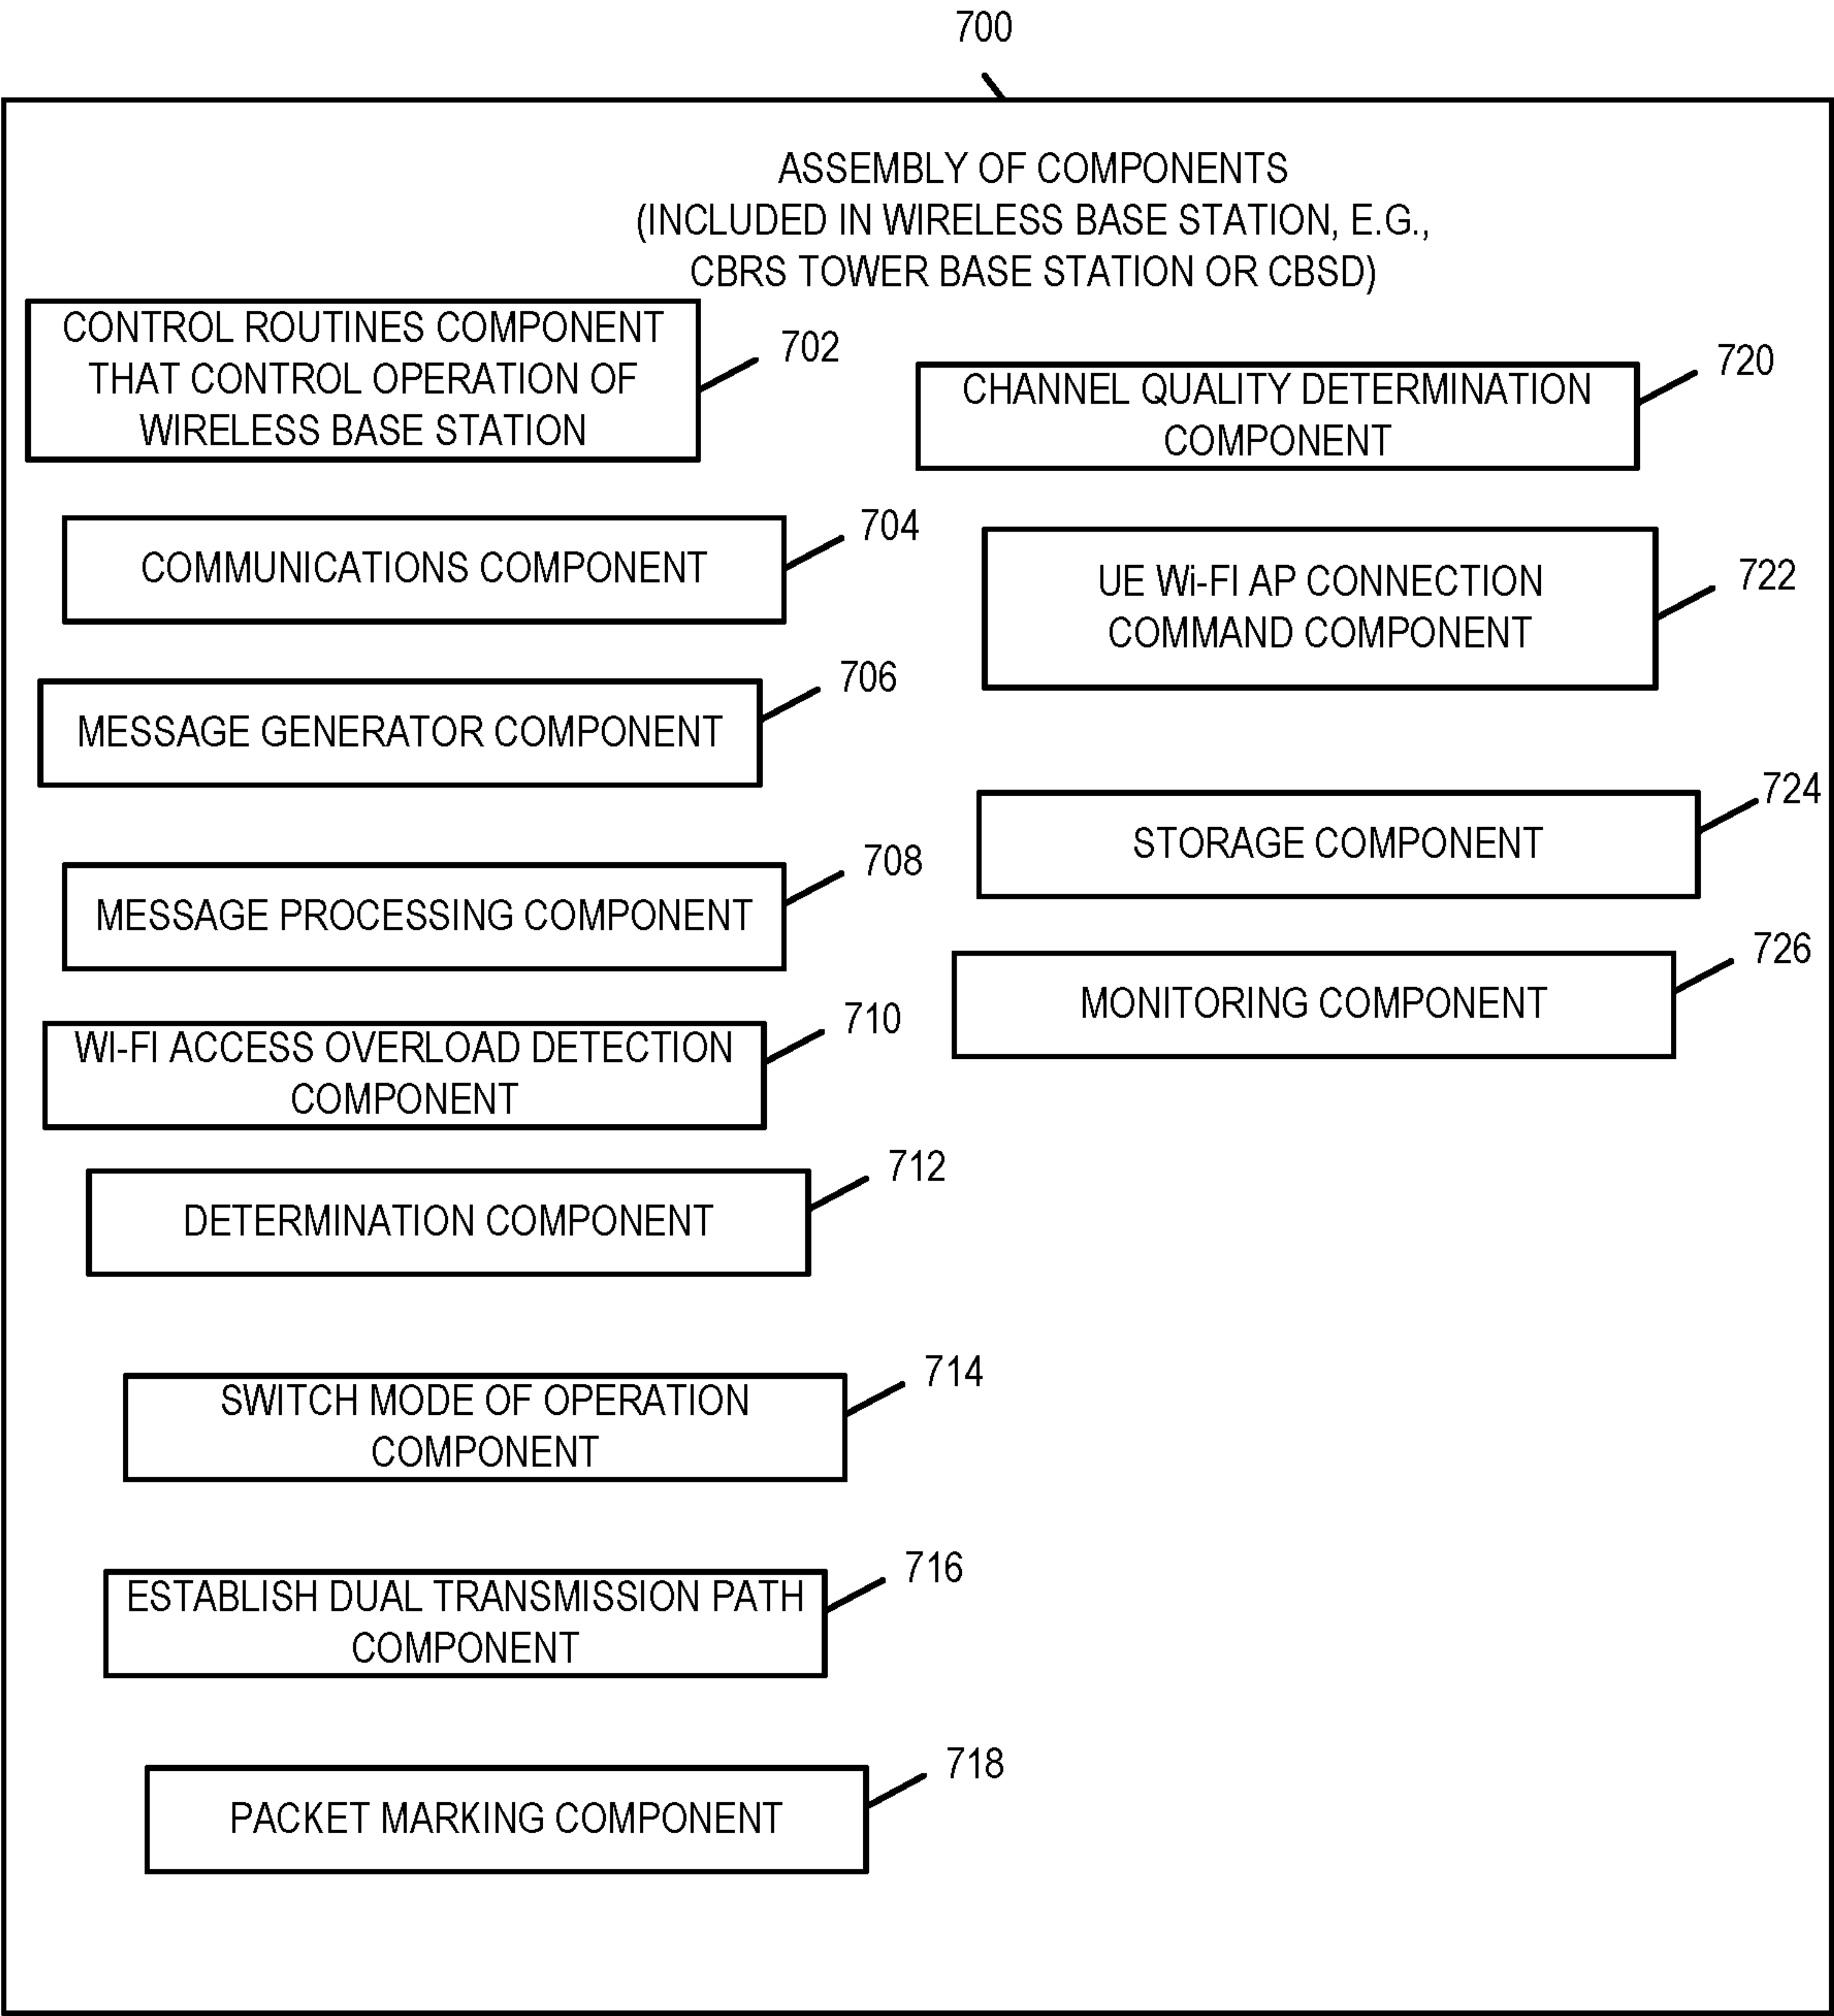 700
ASSEMBLY OF COMPONENTS
(INCLUDED IN WIRELESS BASE STATION, E.G.,
CBRS TOWER BASE STATION OR CBSD)
CONTROL ROUTINES COMPONENT
THAT CONTROL OPERATION OF
WIRELESS BASE STATION
702
COMMUNICATIONS COMPONENT
704
MESSAGE GENERATOR COMPONENT
706
MESSAGE PROCESSING COMPONENT
708
WI-FI ACCESS OVERLOAD DETECTION
COMPONENT
710
DETERMINATION COMPONENT
712
SWITCH MODE OF OPERATION
COMPONENT
714
ESTABLISH DUAL TRANSMISSION PATH
COMPONENT
716
PACKET MARKING COMPONENT
718
CHANNEL QUALITY DETERMINATION
COMPONENT
720
UE Wi-FI AP CONNECTION
COMMAND COMPONENT
722
STORAGE COMPONENT
724
MONITORING COMPONENT
726